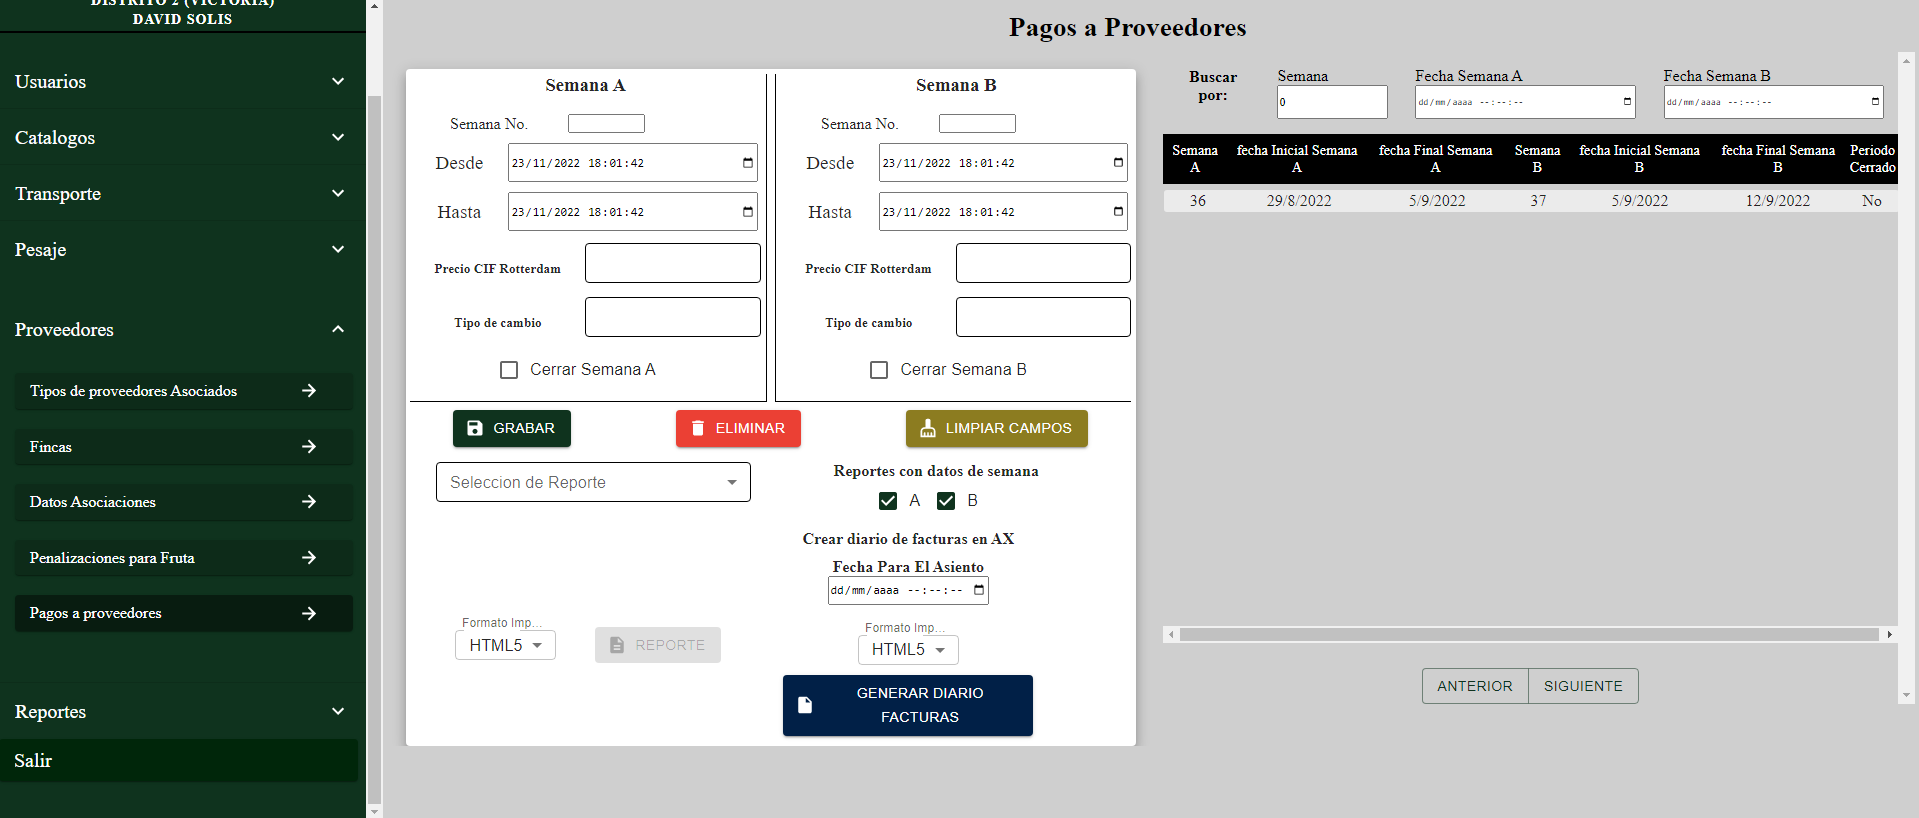 DISTRITO 2 (VICTORIA)
DAVID SOLIS
Usuarios
Catalogos
Transporte
Pesaje
Proveedores
Tipos de proveedores Asociados
Fincas
Datos Asociaciones
Penalizaciones para Fruta
Pagos a proveedores
Reportes
Salir
Pagos a Proveedores
Semana A
Semana No.
Desde 23/11/2022 18:01:42
Hasta 23/11/2022 18:01:42
Precio CIF Rotterdam
Tipo de cambio
Cerrar Semana A
Semana B
Semana No.
Desde 23/11/2022 18:01:42
Hasta 23/11/2022 18:01:42
Precio CIF Rotterdam
Tipo de cambio
Cerrar Semana B
GRABAR ELIMINAR LIMPIAR CAMPOS
Seleccion de Reporte
Formato Imp...
HTML5 REPORTE
Reportes con datos de semana
A B
Crear diario de facturas en AX
Fecha Para El Asiento
dd/mm/aaaa --:--:--
Formato Imp...
HTML5
GENERAR DIARIO
FACTURAS
Buscar
por:
Semana
0
Fecha Semana A
dd/mm/aaaa --:--:--
Fecha Semana B
dd/mm/aaaa --:--:--
Semana fecha Inicial Semana fecha Final Semana Semana fecha Inicial Semana fecha Final Semana Periodo
A A A B B B Cerrado
36 29/8/2022 5/9/2022 37 5/9/2022 12/9/2022 No
ANTERIOR SIGUIENTE